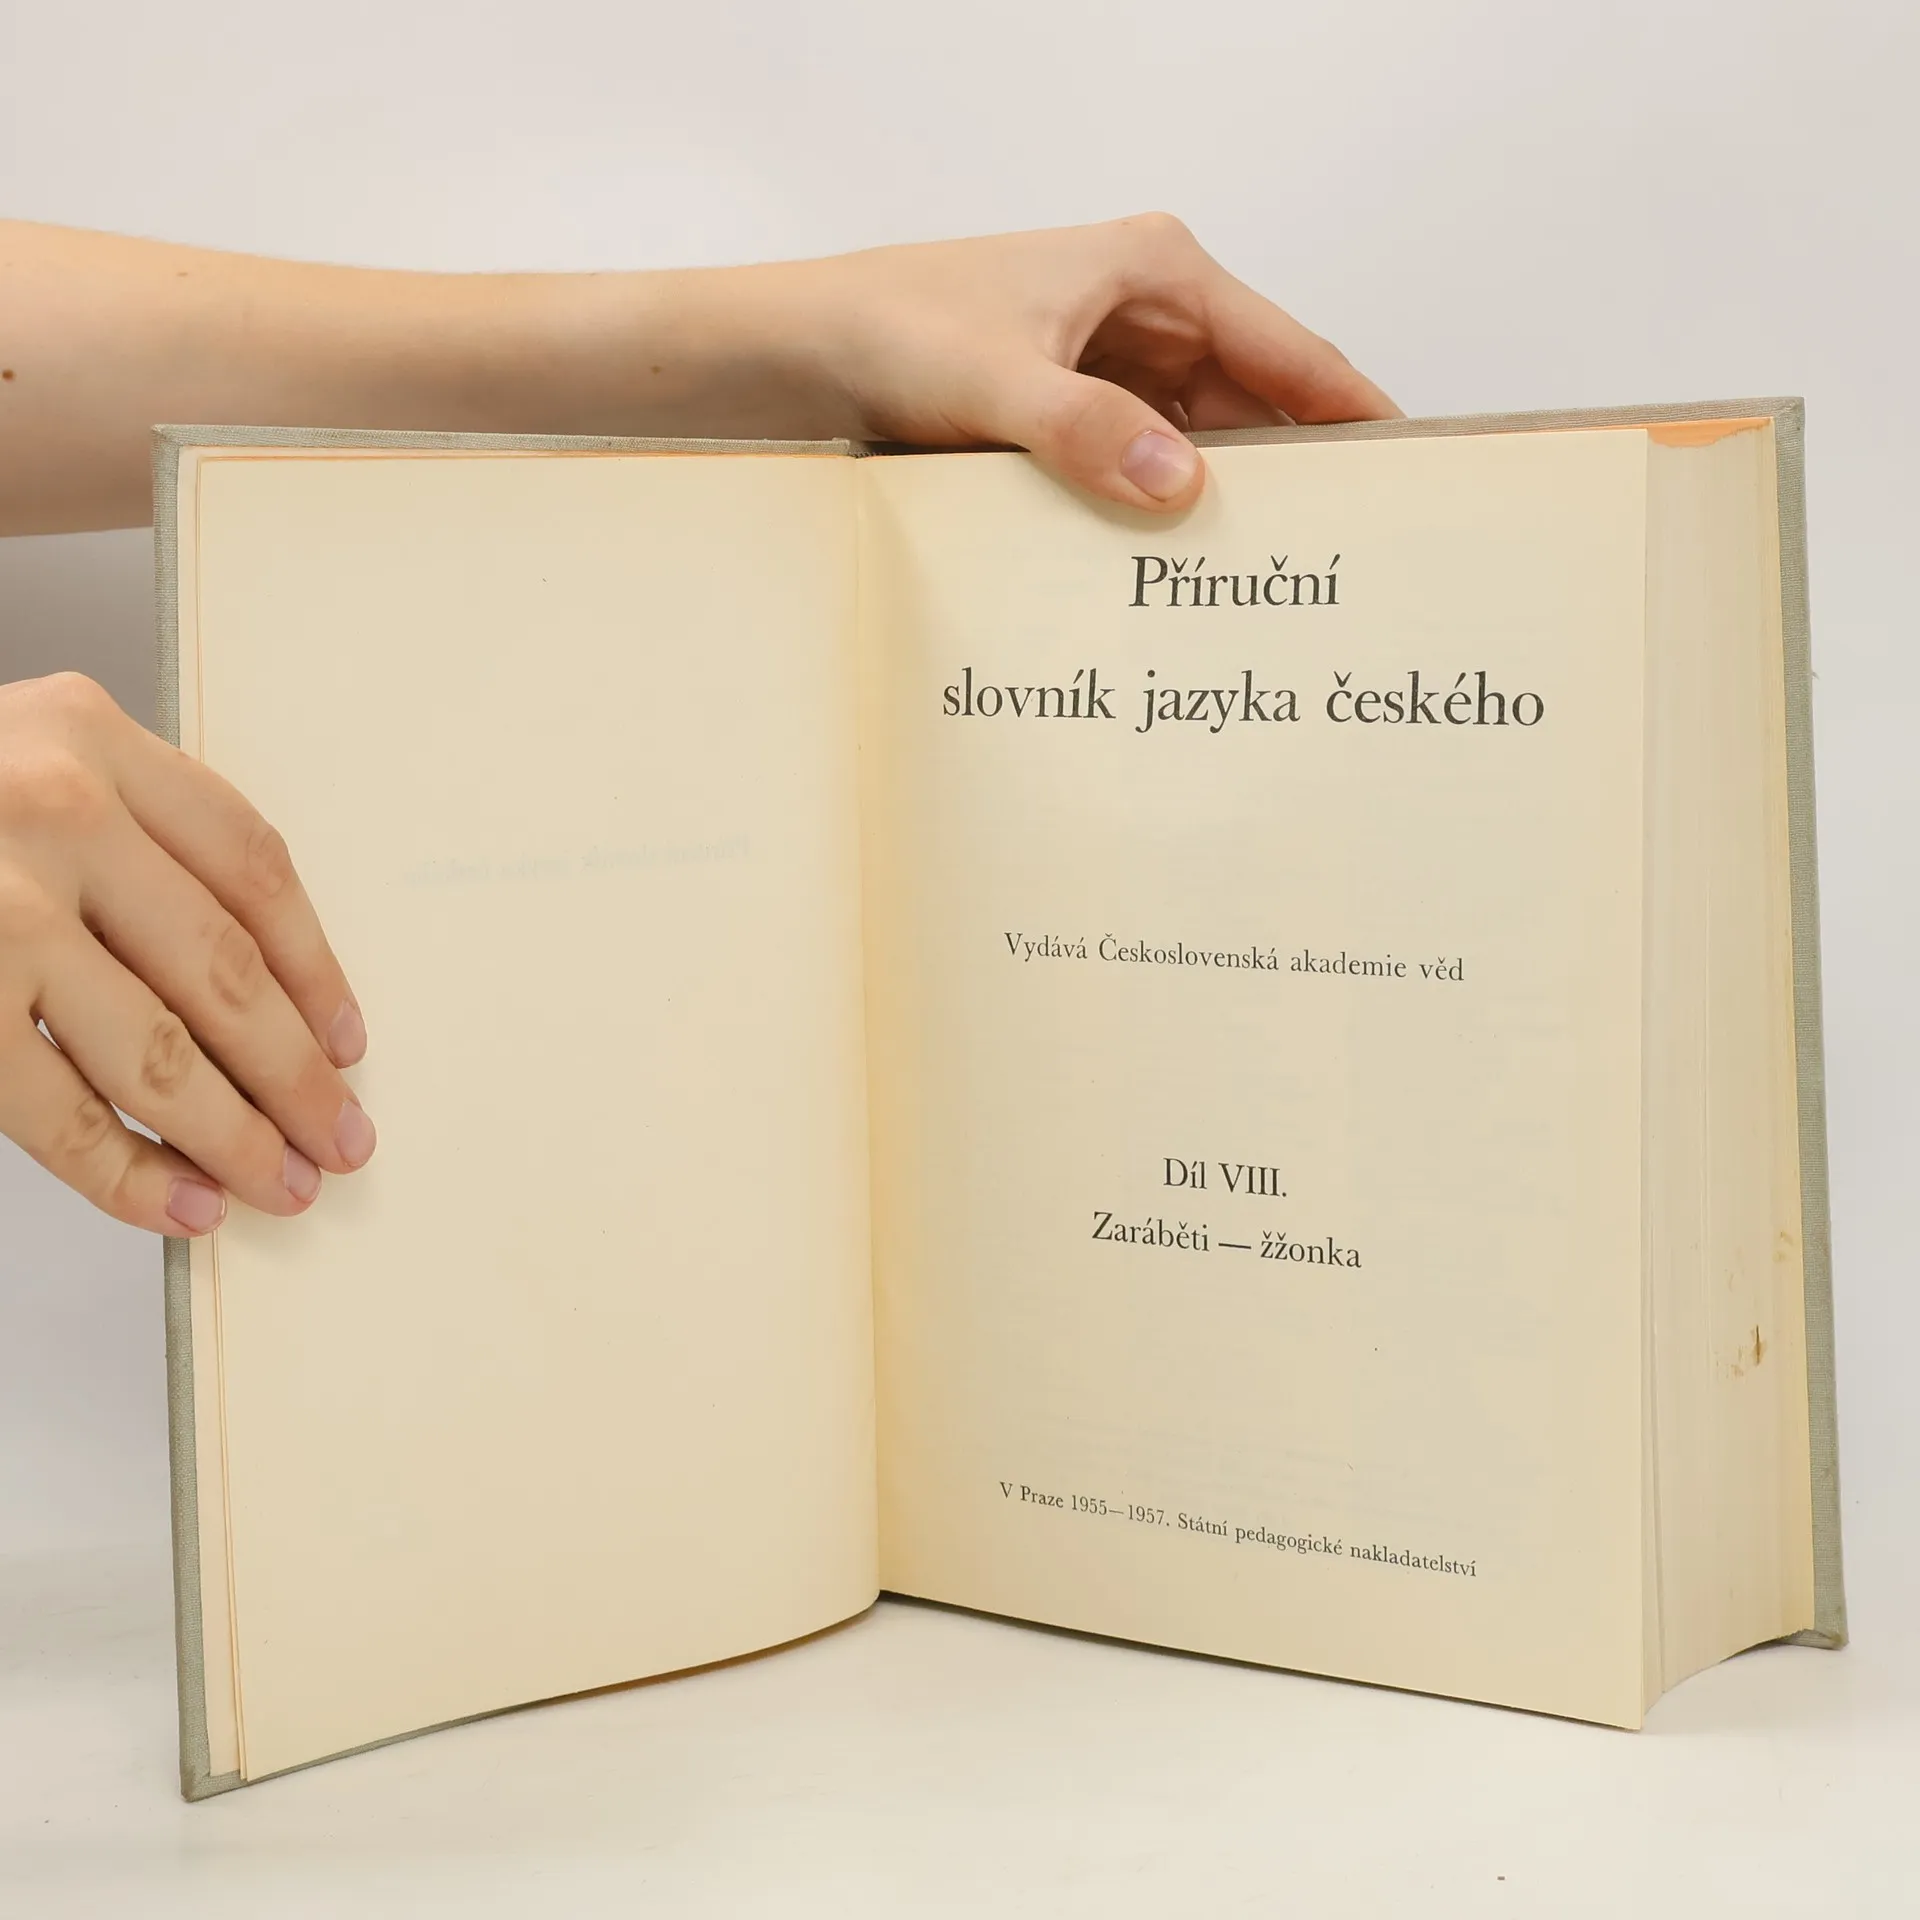 Příruční
slovník jazyka českého
Vydává Československá akademie věd
Díl VIII.
Zaráběti — žžonka
V Praze 1955—1957. Státní pedagogické nakladatelství